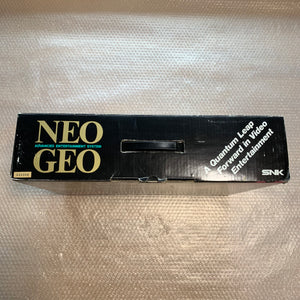 NEO
ADVANCED ENTERTAINMENT SYSTEM
GEO
A Quantum Leap
Forward in Video
Entertainment
SNK